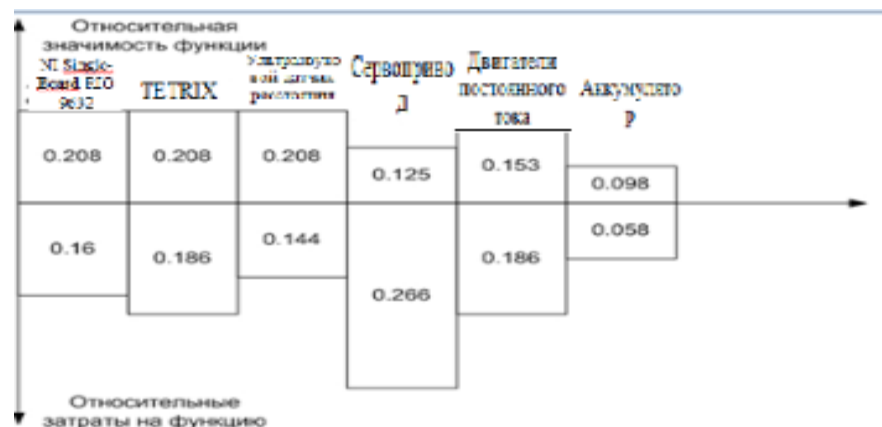 Относительная
значимость функции
NI Single-
Board RIO
9632
TETRIX
расстояния
Сервопривод
Двигатели
постоянного
тока
Аккумулято
р
0.208
0.208
0.208
0.125
0.153
0.098
0.16
0.186
0.144
0.266
0.186
0.058
Относительные
затраты на функцию